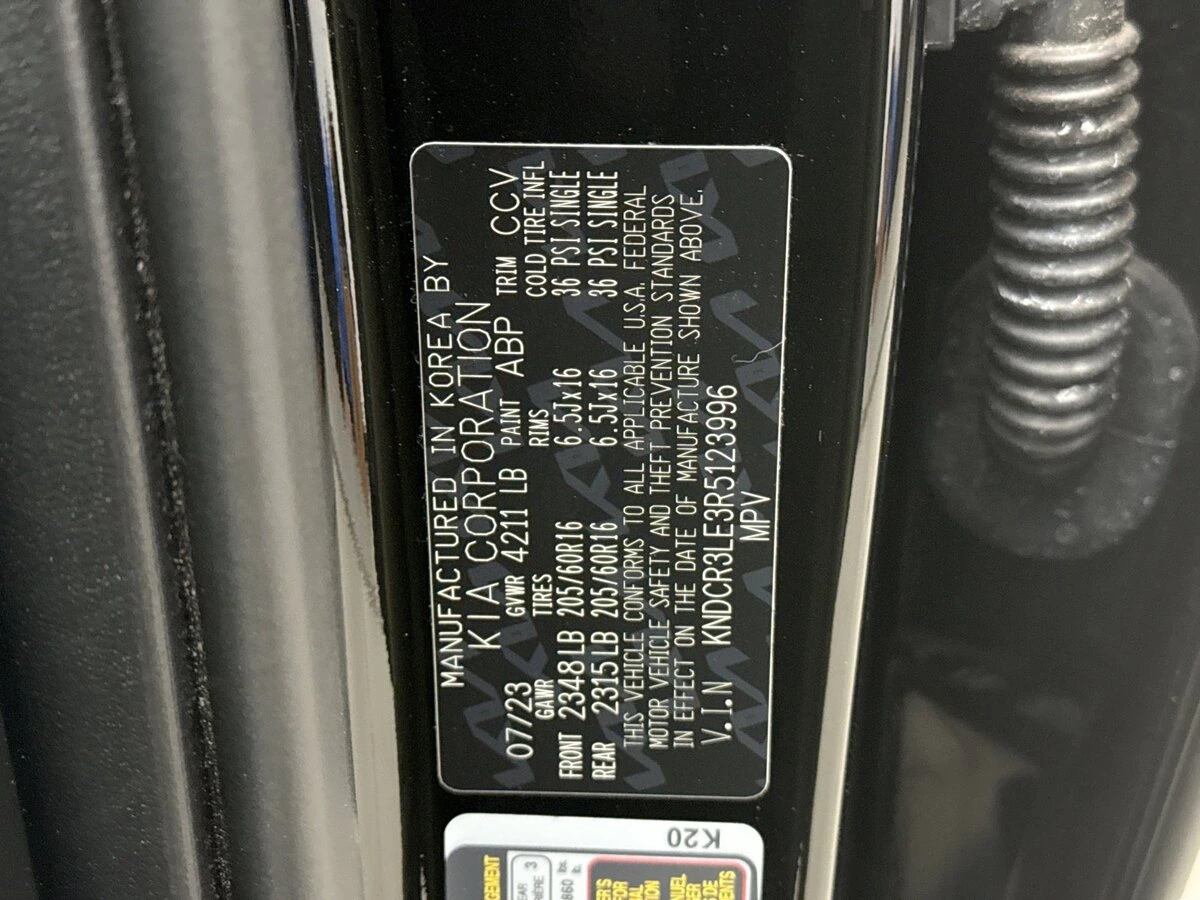 MANUFACTURED IN KOREA BY
KIA CORPORATION
07/23 GVWR 4211 LB PAINT ABP TRIM CCV
GAWR TIRES RIMS COLD TIRE INFL
FRONT 2348LB 205/60R16 6.5Jx16 36 PSI SINGLE
REAR 2315LB 205/60R16 6.5Jx16 36 PSI SINGLE
THIS VEHICLE CONFORMS TO ALL APPLICABLE U.S.A. FEDERAL
MOTOR VEHICLE SAFETY AND THEFT PREVENTION STANDARDS
IN EFFECT ON THE DATE OF MANUFACTURE SHOWN ABOVE.
V.I.N KNDCR3LE3R5123996
MPV
K20
3
860 lbs.